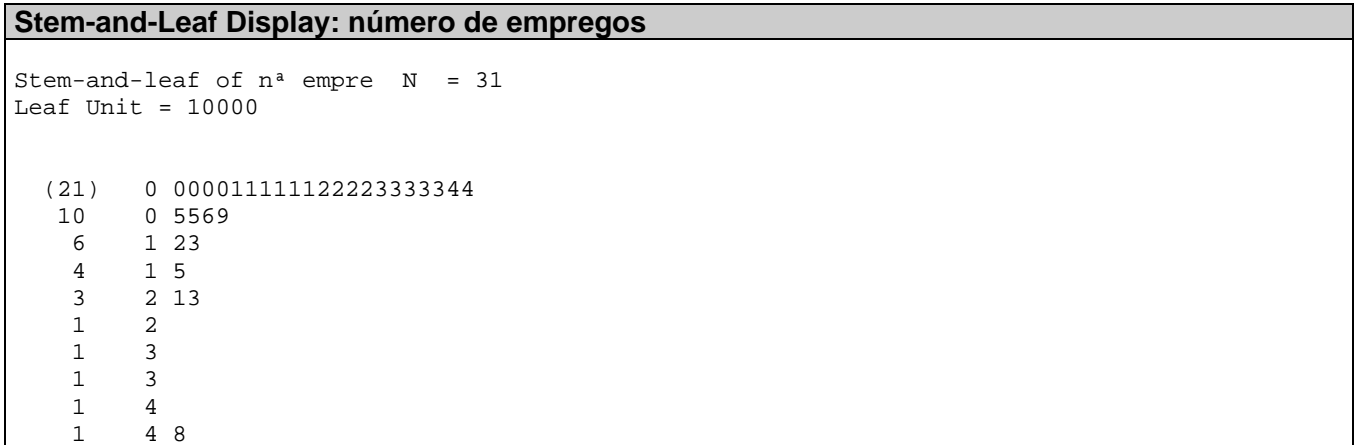 Stem-and-Leaf Display: número de empregos
Stem-and-leaf of nª empre  N  = 31
Leaf Unit = 10000
(21)   0 000011111122223333344
10   0 5569
6   1 23
4   1 5
3   2 13
1   2
1   3
1   3
1   4
1   4 8